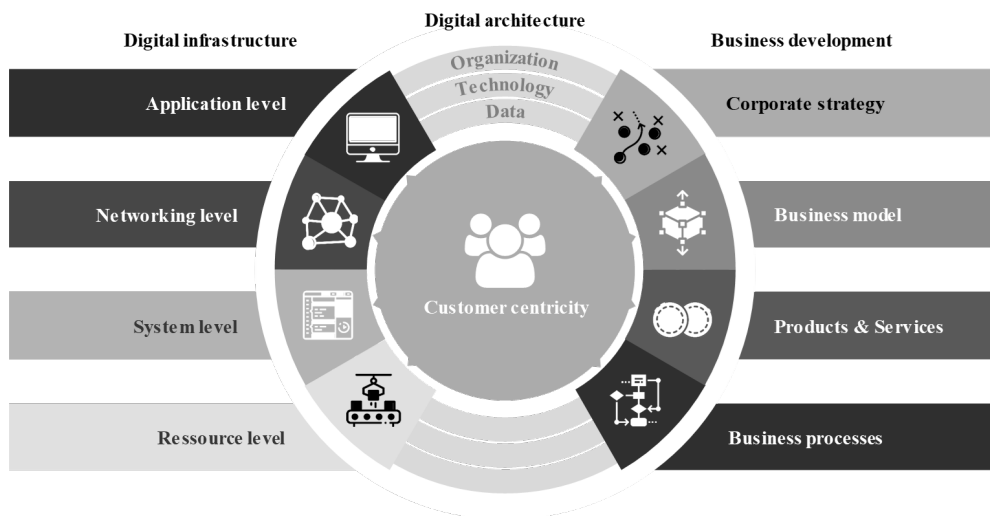 Digital architecture
Digital infrastructure
Business development
Organization
Technology
Data
Application level
Corporate strategy
Networking level
Business model
Customer centricity
System level
Products & Services
Ressource level
Business processes